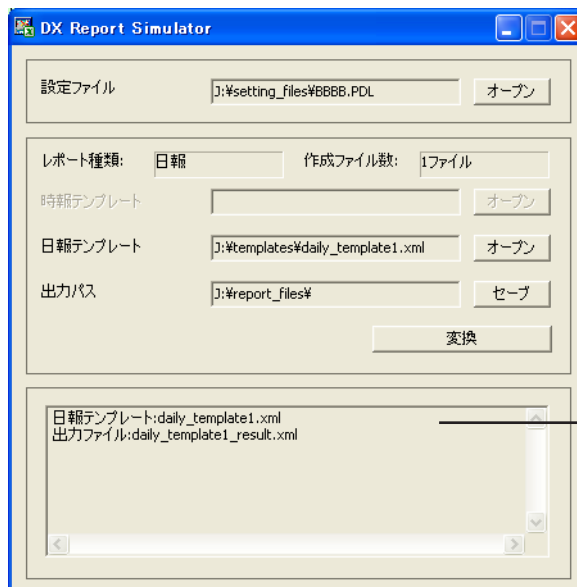 DX Report Simulator
設定ファイル J:¥setting_files¥BBBB.PDL オープン
レポート種類: 日報 作成ファイル数: 1ファイル
時報テンプレート オープン
日報テンプレート J:¥templates¥daily_template1.xml オープン
出力パス J:¥report_files¥ セーブ
変換
日報テンプレート:daily_template1.xml
出力ファイル:daily_template1_result.xml